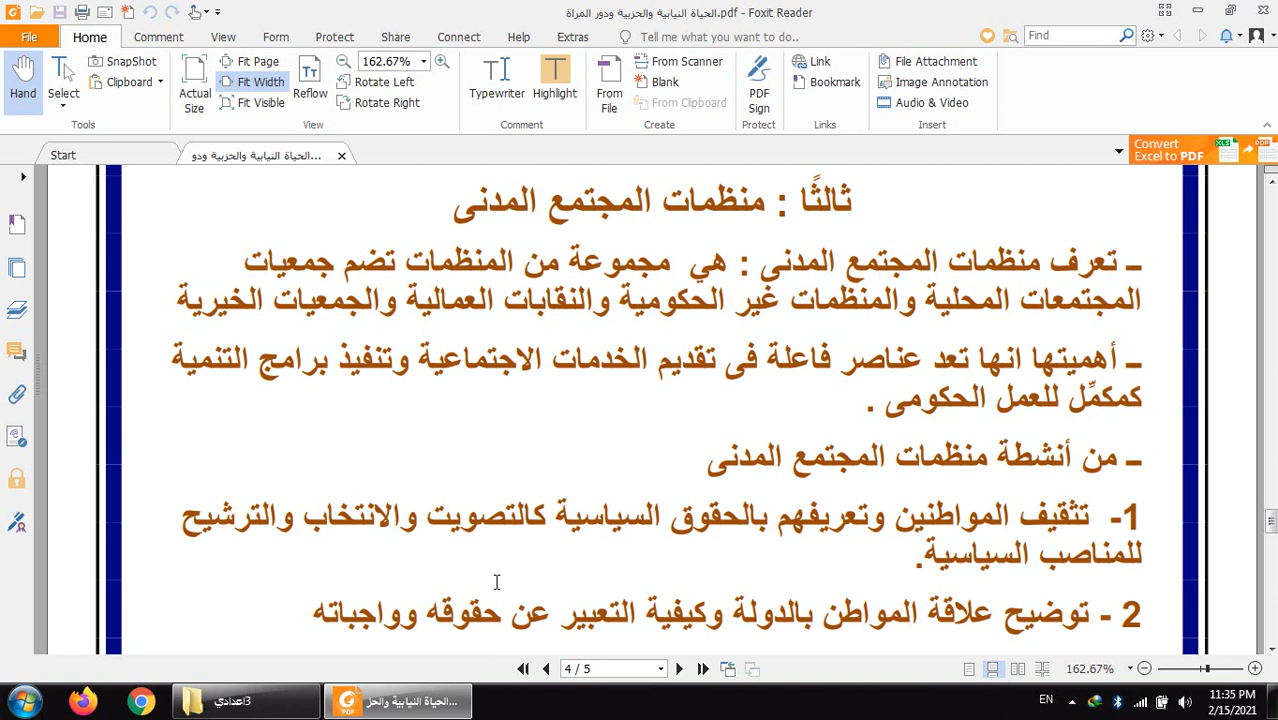 الحياة النيابية والحزبية ودور المراة.pdf - Foxit Reader
File Home Comment View Form Protect Share Connect Help Extras Tell me what you want to do... Find
Hand
Select
SnapShot
Clipboard
Tools
Actual Size
Fit Page
Fit Width
Fit Visible
Reflow
162.67%
Rotate Left
Rotate Right
View
Typewriter
Highlight
Comment
From File
From Scanner
Blank
From Clipboard
Create
PDF Sign
Protect
Link
Bookmark
Links
File Attachment
Image Annotation
Audio & Video
Insert
Start
الحياة النيابية والحزبية ودو...
Convert
Excel to PDF
XLS
PDF
ثالثًا : منظمات المجتمع المدنى
ـ تعرف منظمات المجتمع المدنى : هي مجموعة من المنظمات تضم جمعيات
المجتمعات المحلية والمنظمات غير الحكومية والنقابات العمالية والجمعيات الخيرية
ـ أهميتها انها تعد عناصر فاعلة فى تقديم الخدمات الاجتماعية وتنفيذ برامج التنمية
كمكمِّل للعمل الحكومى .
ـ من أنشطة منظمات المجتمع المدنى
1- تثقيف المواطنين وتعريفهم بالحقوق السياسية كالتصويت والانتخاب والترشيح
للمناصب السياسية.
2 - توضيح علاقة المواطن بالدولة وكيفية التعبير عن حقوقه وواجباته
4 / 5
162.67%
3اعدادي
الحياة النيابية والحز...
PDF
EN
11:35 PM
2/15/2021